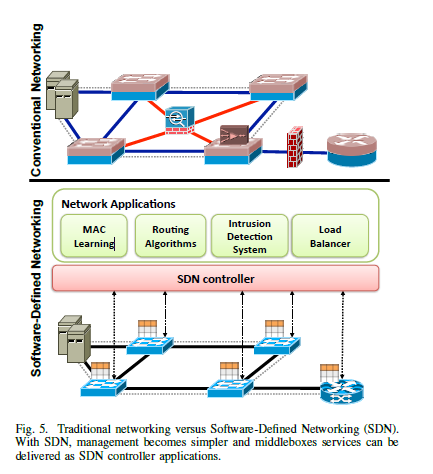 Conventional Networking
Software-Defined Networking
Network Applications
MAC
Learning
Routing
Algorithms
Intrusion
Detection
System
Load
Balancer
SDN controller
Fig. 5. Traditional networking versus Software-Defined Networking (SDN).
With SDN, management becomes simpler and middleboxes services can be
delivered as SDN controller applications.